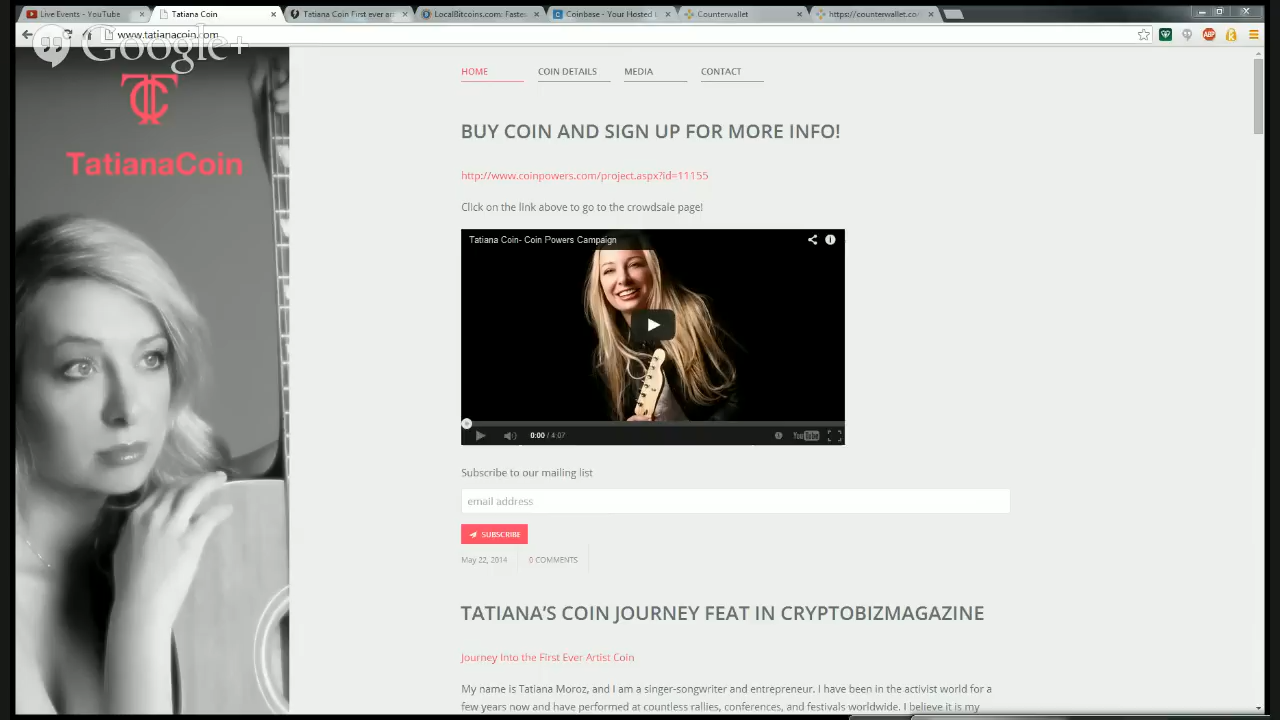 Live Events - YouTube
Tatiana Coin
Tatiana Coin First ever ar
LocalBitcoins.com: Fastes
Coinbase - Your Hosted
Counterwallet
https://counterwallet.co
www.tatianacoin.com
Google+
TatianaCoin
HOME
COIN DETAILS
MEDIA
CONTACT
BUY COIN AND SIGN UP FOR MORE INFO!
http://www.coinpowers.com/project.aspx?id=11155
Click on the link above to go to the crowdsale page!
Tatiana Coin- Coin Powers Campaign
0:00 / 4:07
YouTube
Subscribe to our mailing list
email address
SUBSCRIBE
May 22, 2014
0 COMMENTS
TATIANA'S COIN JOURNEY FEAT IN CRYPTOBIZMAGAZINE
Journey Into the First Ever Artist Coin
My name is Tatiana Moroz, and I am a singer-songwriter and entrepreneur. I have been in the activist world for a
few years now and have performed at countless rallies, conferences, and festivals worldwide. I believe it is my